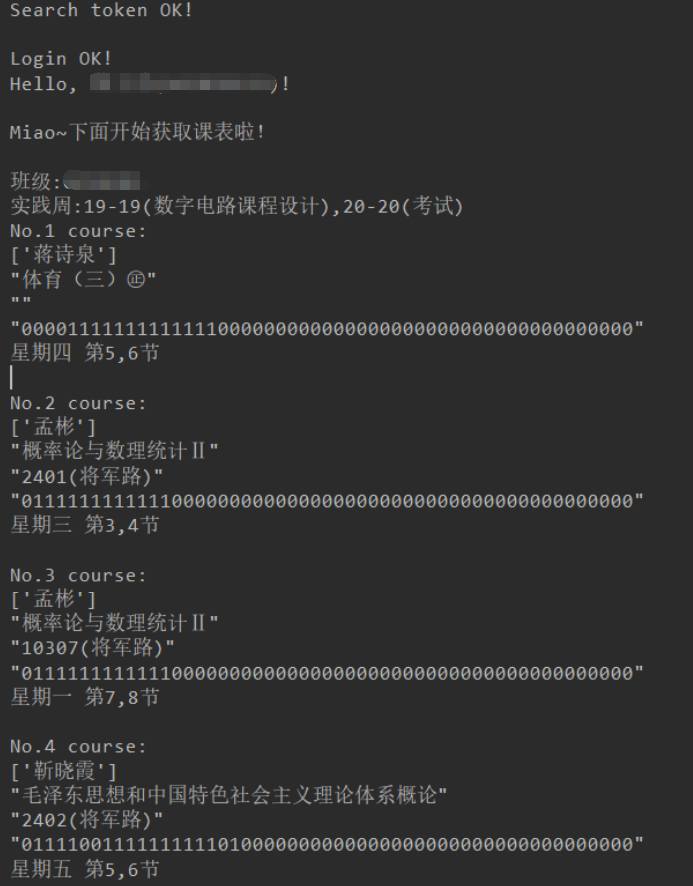 Search token OK!
Login OK!
Hello, )!
Miao~下面开始获取课表啦!
班级:
实践周:19-19(数字电路课程设计),20-20(考试)
No.1 course:
['蒋诗泉']
"体育（三）㊣"
""
"00001111111111111000000000000000000000000000000000000"
星期四 第5,6节
No.2 course:
['孟彬']
"概率论与数理统计Ⅱ"
"2401(将军路)"
"01111111111111000000000000000000000000000000000000000"
星期三 第3,4节
No.3 course:
['孟彬']
"概率论与数理统计Ⅱ"
"10307(将军路)"
"01111111111111000000000000000000000000000000000000000"
星期一 第7,8节
No.4 course:
['靳晓霞']
"毛泽东思想和中国特色社会主义理论体系概论"
"2402(将军路)"
"01111001111111111010000000000000000000000000000000000"
星期五 第5,6节